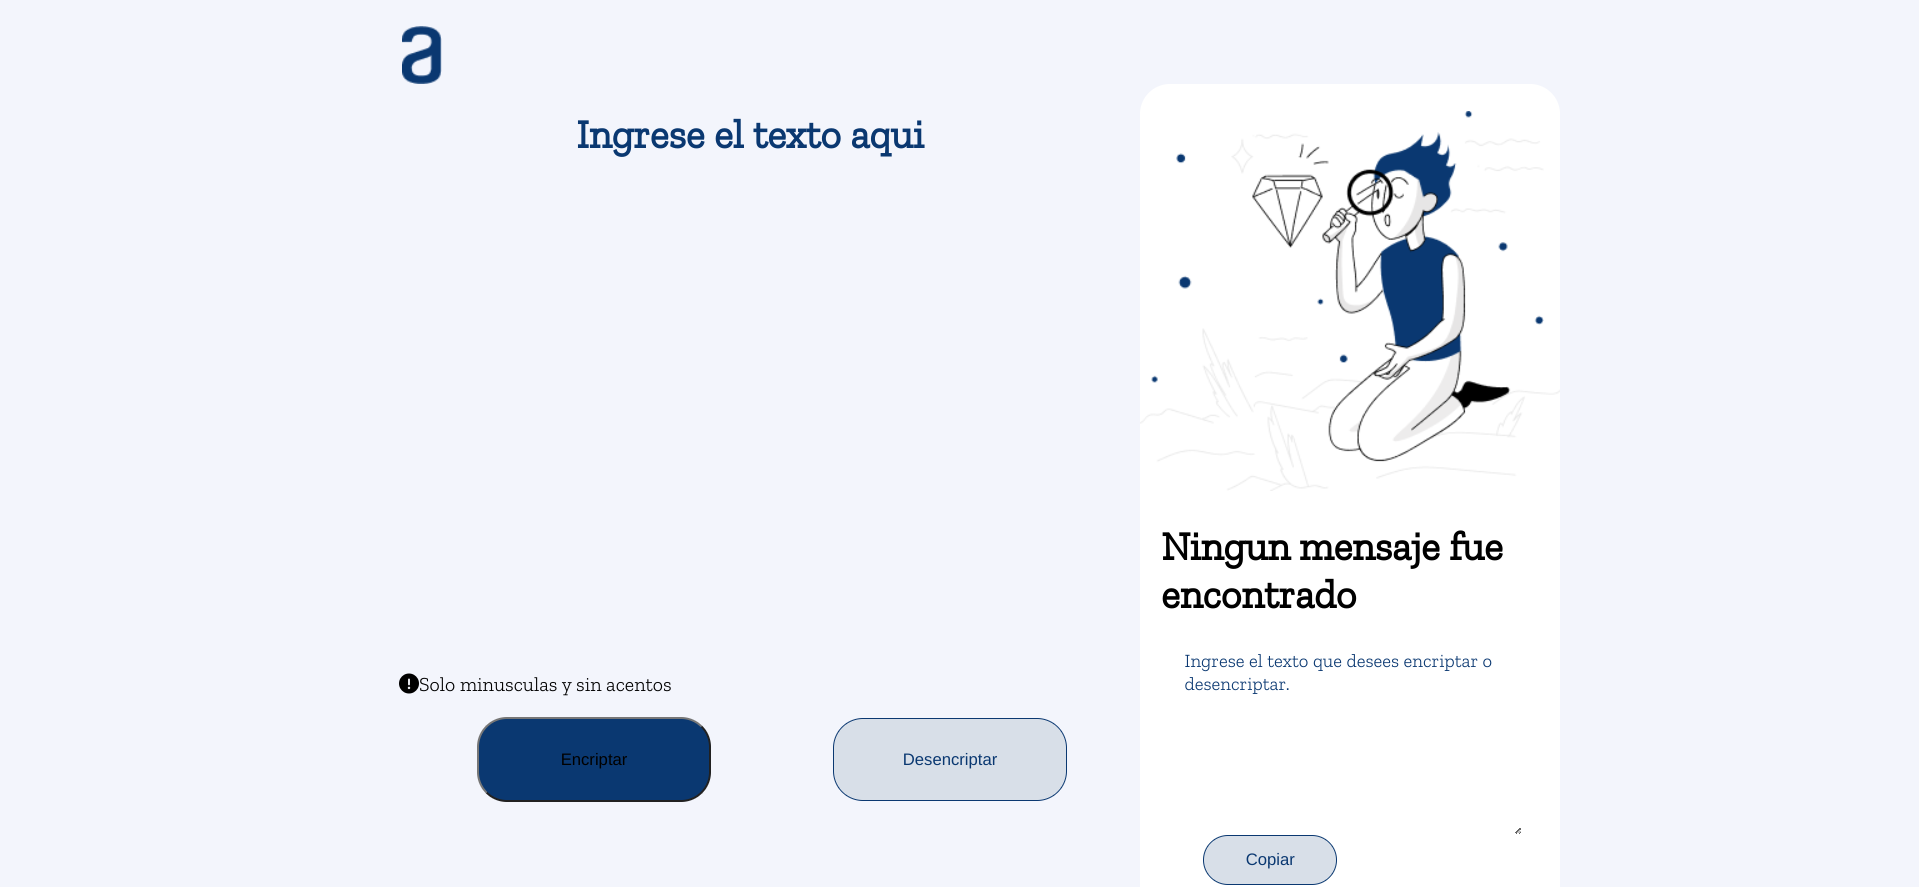 a
Ingrese el texto aqui
Solo minusculas y sin acentos
Encriptar
Desencriptar
Ningun mensaje fue
encontrado
Ingrese el texto que desees encriptar o
desencriptar.
Copiar